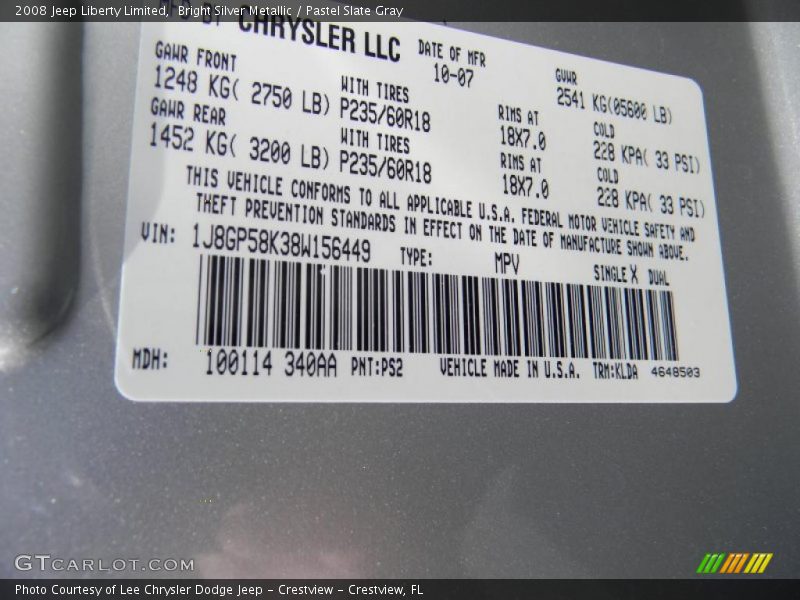 2008 Jeep Liberty Limited, Bright Silver Metallic / Pastel Slate Gray
MFD BY CHRYSLER LLC DATE OF MFR GVWR
10-07 2541 KG(05600 LB)
GAWR FRONT WITH TIRES RIMS AT COLD
1248 KG( 2750 LB) P235/60R18 18X7.0 228 KPA( 33 PSI)
GAWR REAR WITH TIRES RIMS AT COLD
1452 KG( 3200 LB) P235/60R18 18X7.0 228 KPA( 33 PSI)
THIS VEHICLE CONFORMS TO ALL APPLICABLE U.S.A. FEDERAL MOTOR VEHICLE SAFETY AND
THEFT PREVENTION STANDARDS IN EFFECT ON THE DATE OF MANUFACTURE SHOWN ABOVE.
VIN: 1J8GP58K38W156449 TYPE: MPV SINGLE X DUAL
MDH: 100114 340AA PNT:PS2 VEHICLE MADE IN U.S.A. TRM:KLDA 4648503
GTCARLOT.COM
Photo Courtesy of Lee Chrysler Dodge Jeep - Crestview - Crestview, FL